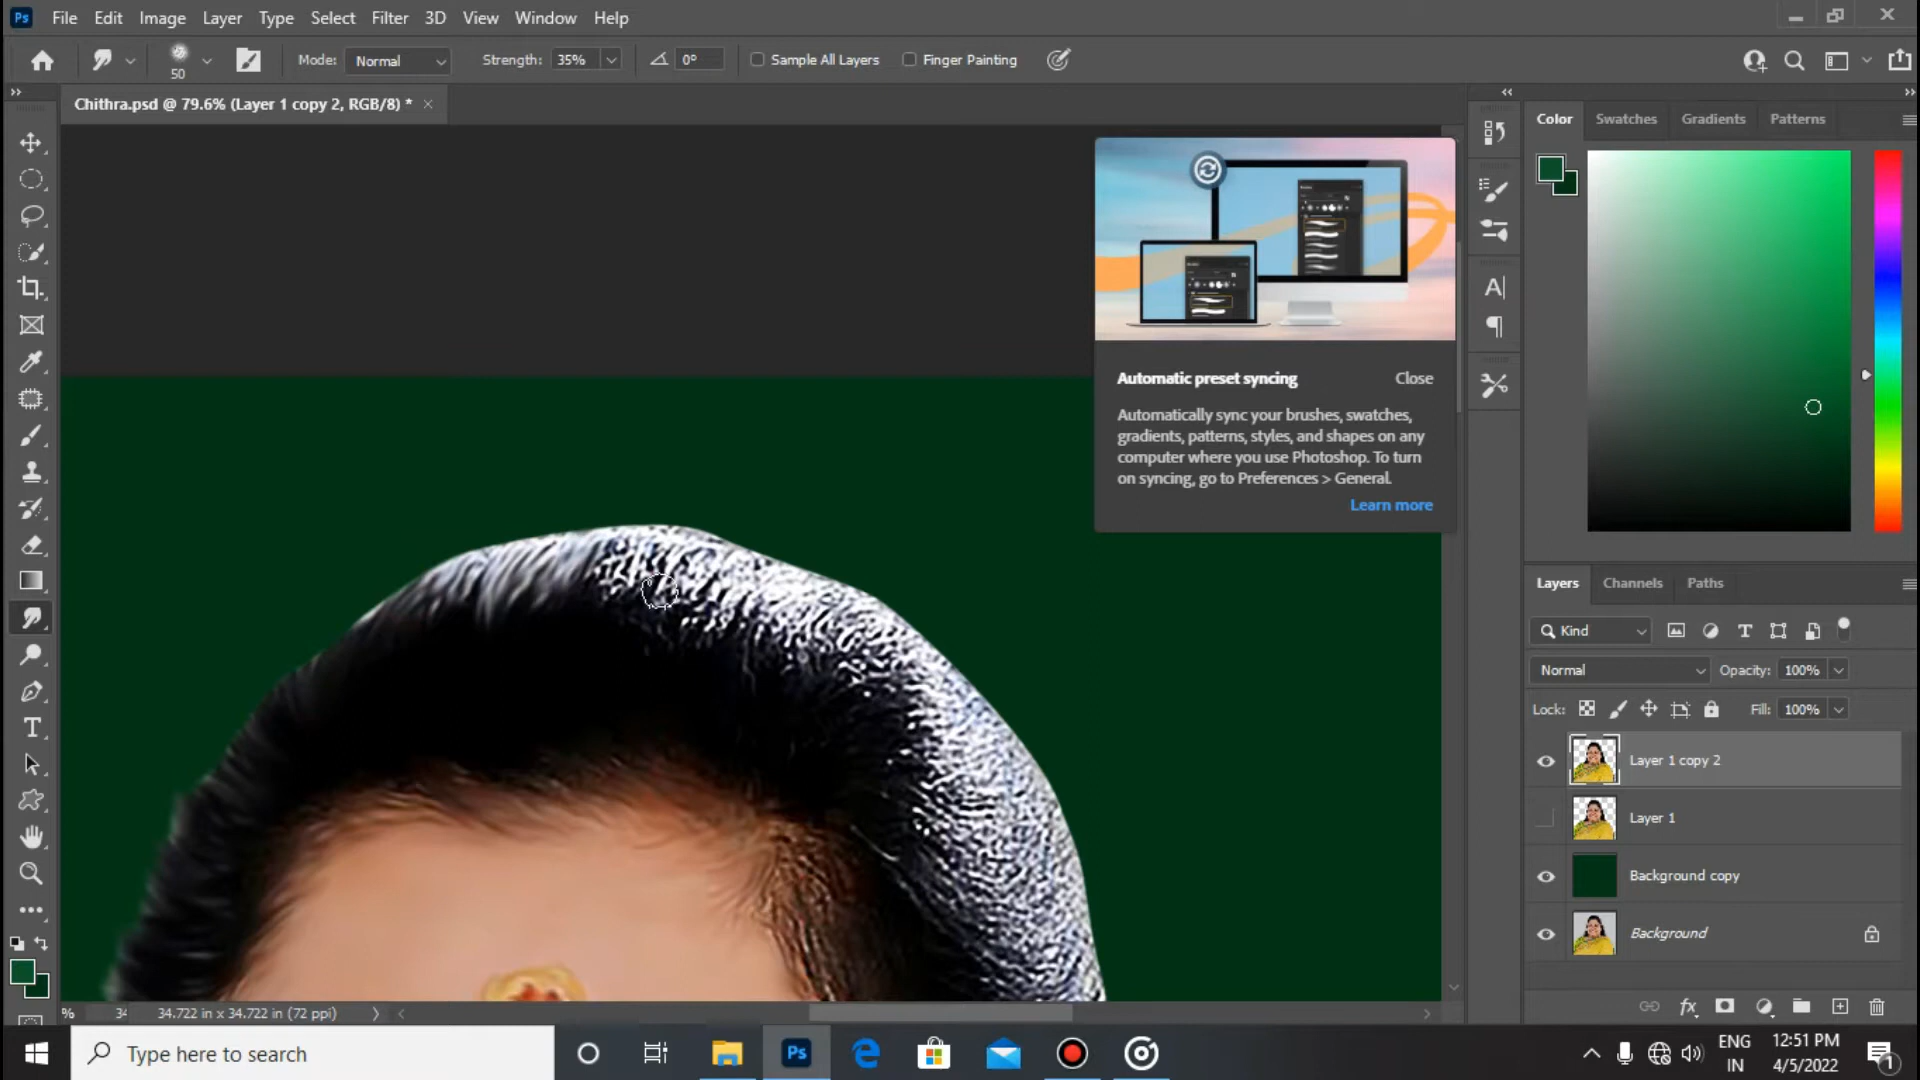 Ps File Edit Image Layer Type Select Filter 3D View Window Help
50 Mode: Normal Strength: 35% 0° Sample All Layers Finger Painting
Chithra.psd @ 79.6% (Layer 1 copy 2, RGB/8) * ×
Color Swatches Gradients Patterns
Automatic preset syncing Close
Automatically sync your brushes, swatches,
gradients, patterns, styles, and shapes on any
computer where you use Photoshop. To turn
on syncing, go to Preferences > General.
Learn more
Layers Channels Paths
Kind
Normal Opacity: 100%
Lock: Fill: 100%
Layer 1 copy 2
Layer 1
Background copy
Background
% 34 34.722 in x 34.722 in (72 ppi)
Type here to search
Ps
ENG
IN
12:51 PM
4/5/2022
1